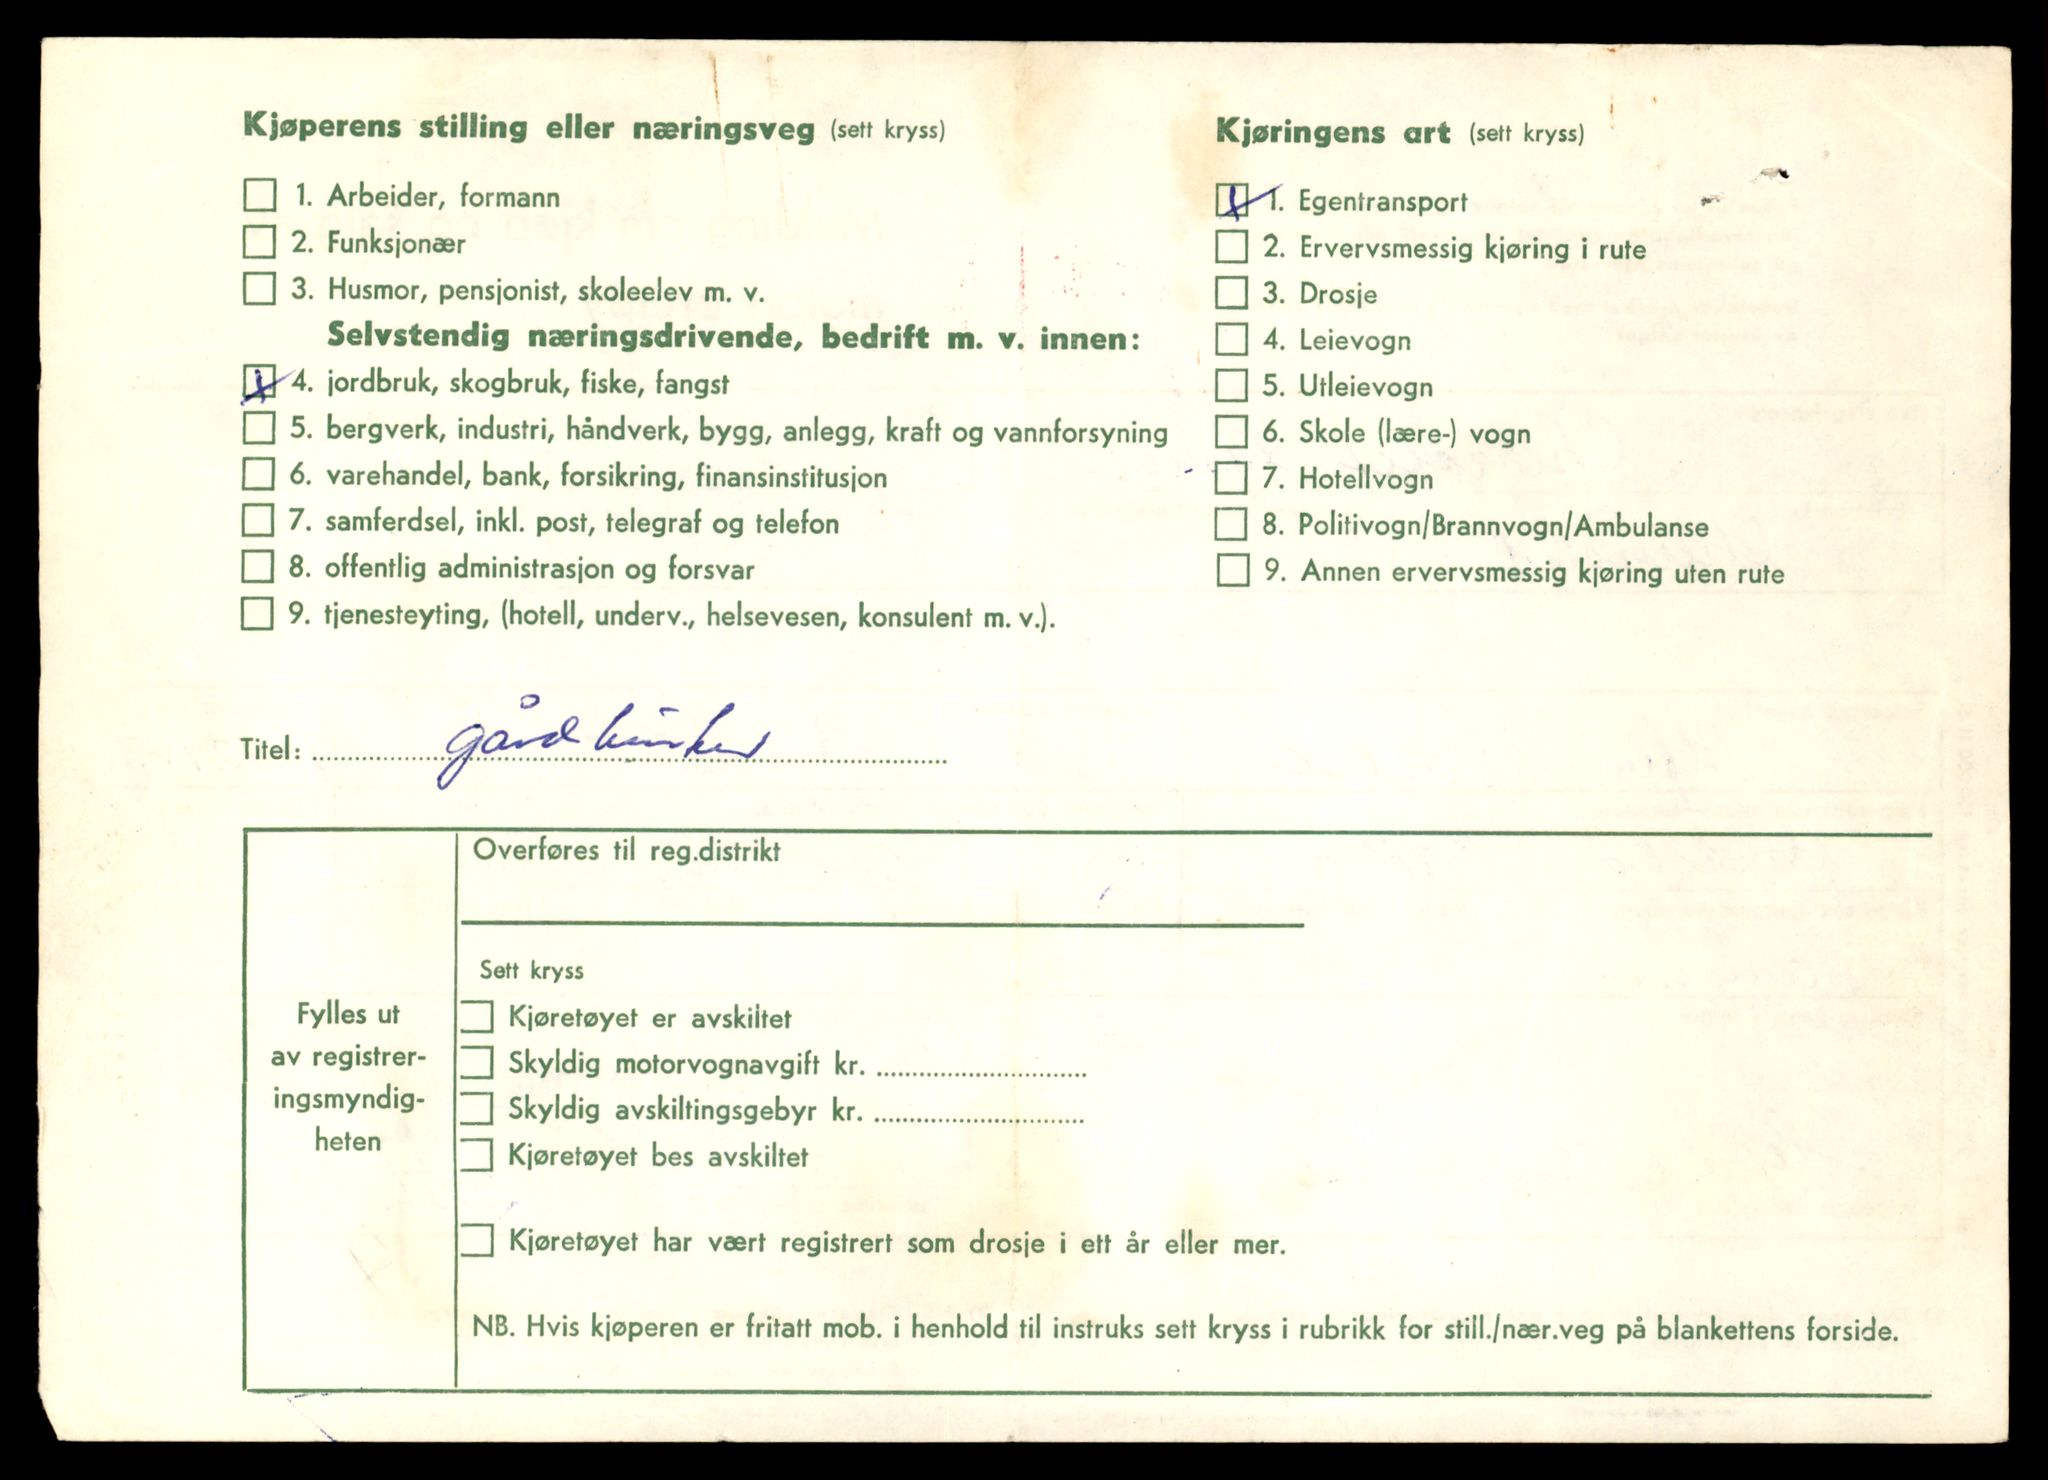 Kjøperens stilling eller næringsveg (sett kryss)
1. Arbeider, formann
2. Funksjonær
3. Husmor, pensjonist, skoleelev m. v.
Selvstendig næringsdrivende, bedrift m. v. innen:
4. jordbruk, skogbruk, fiske, fangst
5. bergverk, industri, håndverk, bygg, anlegg, kraft og vannforsyning
6. varehandel, bank, forsikring, finansinstitusjon
7. samferdsel, inkl. post, telegraf og telefon
8. offentlig administrasjon og forsvar
9. tjenesteyting, (hotell, underv., helsevesen, konsulent m. v.).
Kjøringens art (sett kryss)
1. Egentransport
2. Ervervsmessig kjøring i rute
3. Drosje
4. Leievogn
5. Utleievogn
6. Skole (lære-) vogn
7. Hotellvogn
8. Politivogn/Brannvogn/Ambulanse
9. Annen ervervsmessig kjøring uten rute
Titel: gårdbruker
Fylles ut
av registrer-
ingsmyndig-
heten
Overføres til reg.distrikt
Sett kryss
Kjøretøyet er avskiltet
Skyldig motorvognavgift kr.
Skyldig avskiltingsgebyr kr.
Kjøretøyet bes avskiltet
Kjøretøyet har vært registrert som drosje i ett år eller mer.
NB. Hvis kjøperen er fritatt mob. i henhold til instruks sett kryss i rubrikk for still./nær.veg på blankettens forside.